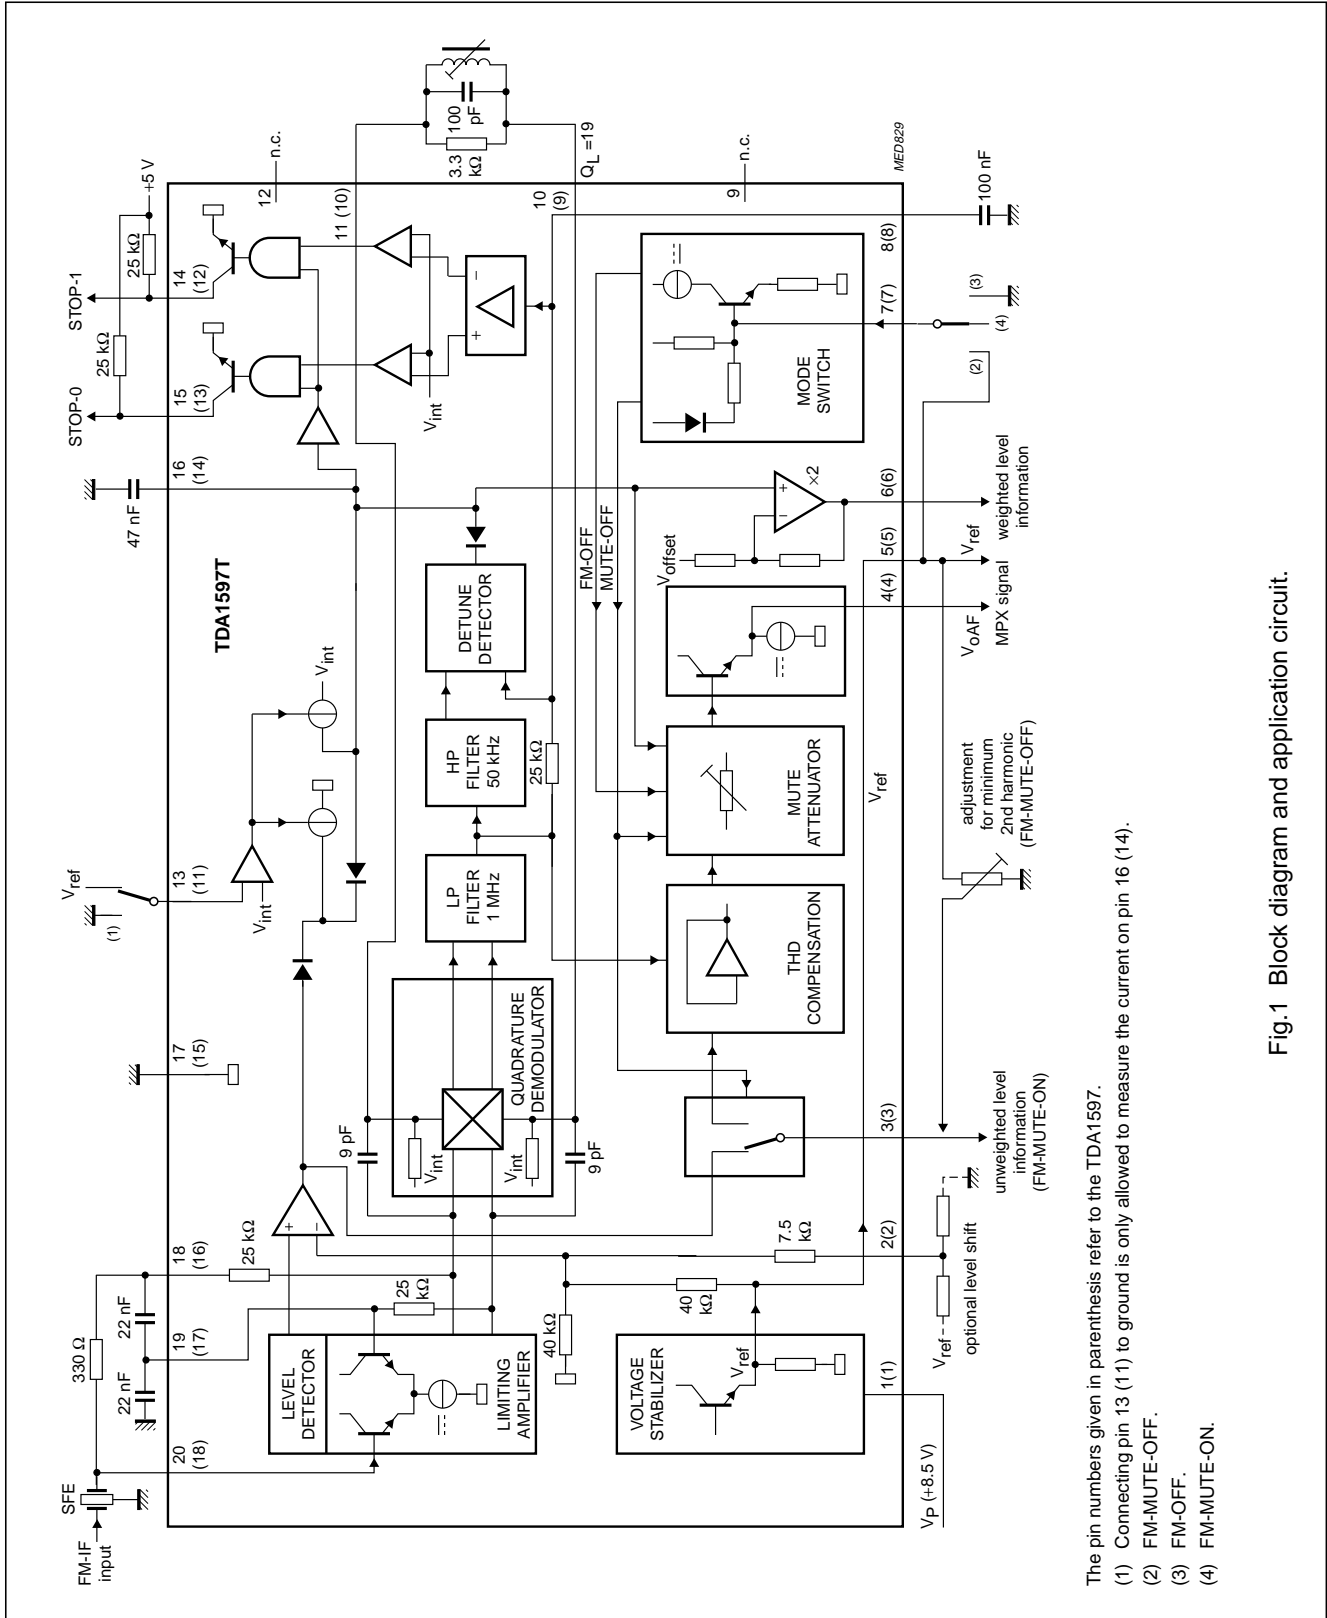 FM-IF
input
SFE
330 Ω
22 nF
22 nF
20
(18)
19
(17)
18
(16)
17
(15)
(1)
Vref
13
(11)
TDA1597T
47 nF
16
(14)
STOP-0
15
(13)
25 kΩ
STOP-1
14
(12)
25 kΩ
+5 V
12
n.c.
11 (10)
3.3
kΩ
100
pF
QL =19
10
(9)
9
n.c.
25 kΩ
25
kΩ
+
−
LEVEL
DETECTOR
LIMITING
AMPLIFIER
9 pF
9 pF
Vint
Vint
QUADRATURE
DEMODULATOR
Vint
Vint
LP
FILTER
1 MHz
HP
FILTER
50 kHz
25 kΩ
DETUNE
DETECTOR
Vint
+
−
40 kΩ
40
kΩ
7.5
kΩ
VOLTAGE
STABILIZER
Vref
THD
COMPENSATION
MUTE
ATTENUATOR
Vref
FM-OFF
MUTE-OFF
Voffset
−
+
×2
MODE
SWITCH
VP (+8.5 V)
1(1)
2(2)
3(3)
4(4)
5(5)
6(6)
7(7)
8(8)
Vref
optional level shift
unweighted level
information
(FM-MUTE-ON)
adjustment
for minimum
2nd harmonic
(FM-MUTE-OFF)
VoAF
MPX signal
Vref
weighted level
information
(2)
(4)
(3)
100 nF
MED829
The pin numbers given in parenthesis refer to the TDA1597.
(1) Connecting pin 13 (11) to ground is only allowed to measure the current on pin 16 (14).
(2) FM-MUTE-OFF.
(3) FM-OFF.
(4) FM-MUTE-ON.
Fig.1 Block diagram and application circuit.